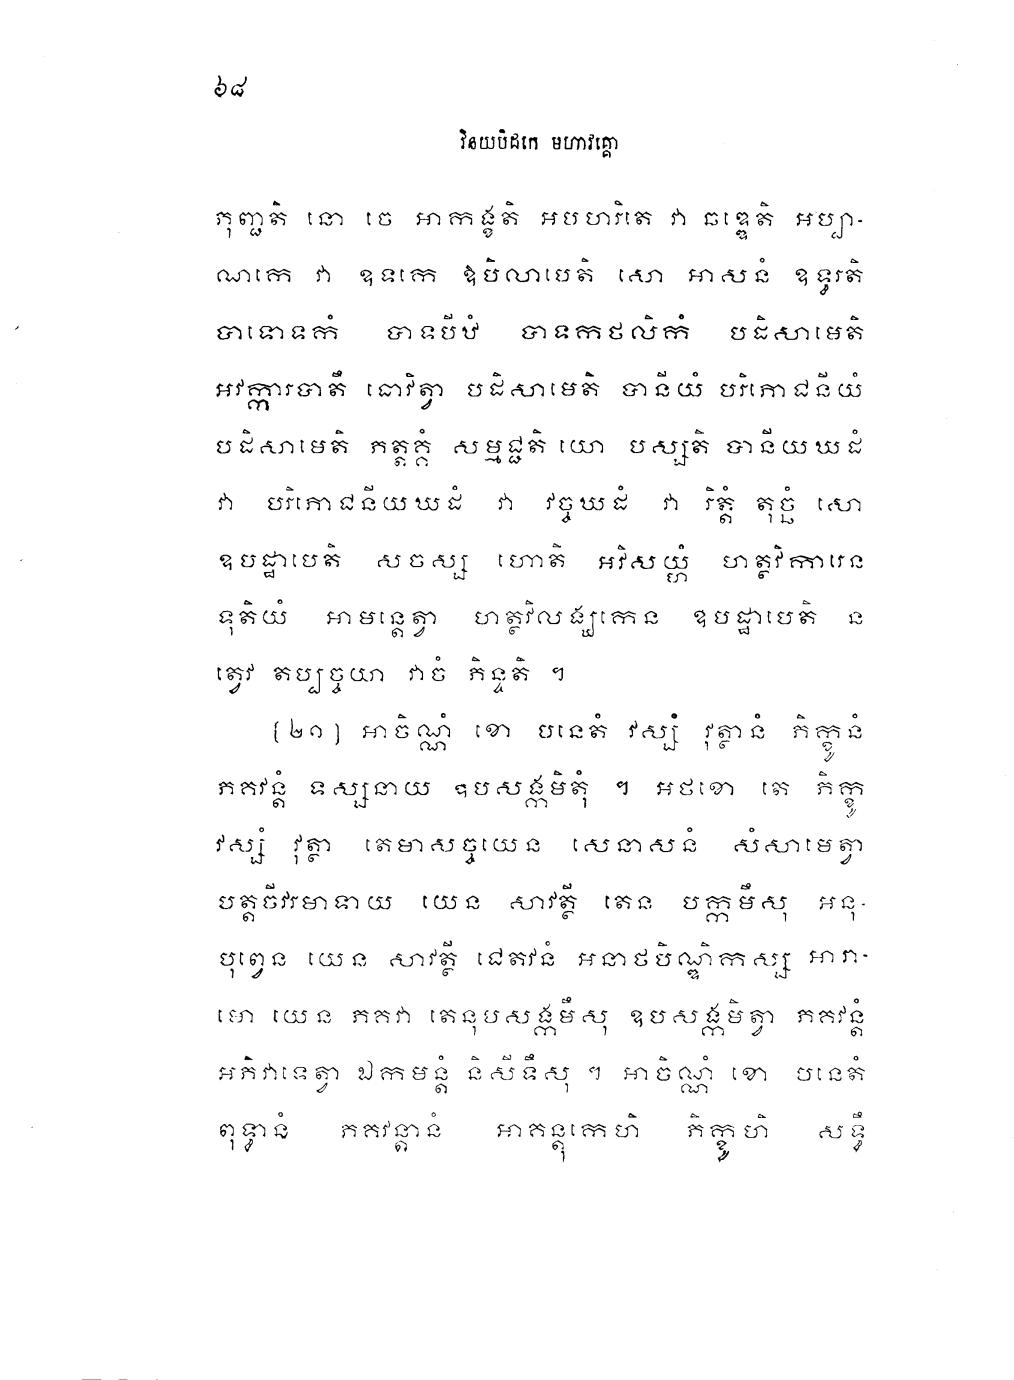 ៦៨
វិនយបិដកេ មហាវគ្គោ
ភុញ្ជតិ នោ ចេ អាកង្ខតិ អបហរិតេ វា ឆឌ្ឌេតិ អប្បា-
ណកេ វា ឧទកេ ឱបិលាបេតិ សោ អាសនំ ឧទ្ធរតិ
បាទោទកំ បាទបីឋំ បាទកថលិកំ បដិសាមេតិ
អវក្ការបាតឹ ធោវិត្វា បដិសាមេតិ បានីយំ បរិភោជនីយំ
បដិសាមេតិ ភត្តគ្គំ សម្មជ្ជតិ យោ បស្សតិ បានីយឃដំ
វា បរិភោជនីយឃដំ វា វច្ចឃដំ វា រិត្តំ តុច្ឆំ សោ
ឧបដ្ឋាបេតិ សចស្ស ហោតិ អវិសយ្ហំ ហត្ថវិការេន
ទុតិយំ អាមន្តេត្វា ហត្ថវិលង្ឃកេន ឧបដ្ឋាបេតិ ន
ត្វេវ តប្បច្ចយា វាចំ ភិន្ទតិ ។
(២០) អាចិណ្ណំ ខោ បនេតំ វស្សំ វុត្ថានំ ភិក្ខូនំ
ភគវន្តំ ទស្សនាយ ឧបសង្កមិតុំ ។ អថខោ តេ ភិក្ខូ
វស្សំ វុត្ថា តេមាសច្ចយេន សេនាសនំ សំសាមេត្វា
បត្តចីវរមាទាយ យេន សាវត្ថី តេន បក្កមឹសុ អនុ-
បុព្វេន យេន សាវត្ថី ជេតវនំ អនាថបិណ្ឌិកស្ស អារា-
មោ យេន ភគវា តេនុបសង្កមឹសុ ឧបសង្កមិត្វា ភគវន្តំ
អភិវាទេត្វា ឯកមន្តំ និសីទឹសុ ។ អាចិណ្ណំ ខោ បនេតំ
ពុទ្ធានំ ភគវន្តានំ អាគន្តុកេហិ ភិក្ខូហិ សទ្ធឹ